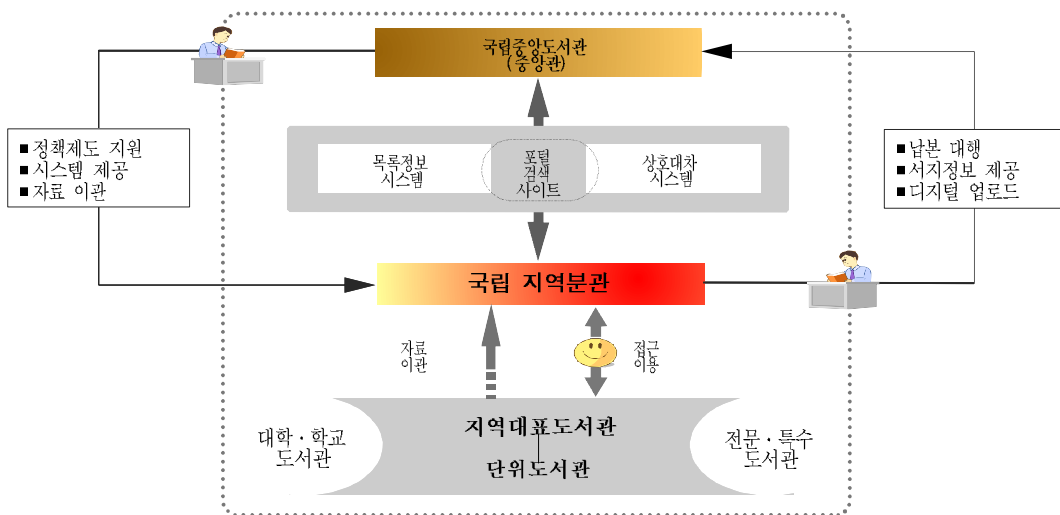 국립중앙도서관
(중앙관)
■ 정책제도 지원
■ 시스템 제공
■ 자료 이관
목록정보
시스템
포털
검색
사이트
상호대차
시스템
■ 납본 대행
■ 서지정보 제공
■ 디지털 업로드
국립 지역분관
자료
이관
접근
이용
대학·학교
도서관
지역대표도서관
단위도서관
전문·특수
도서관